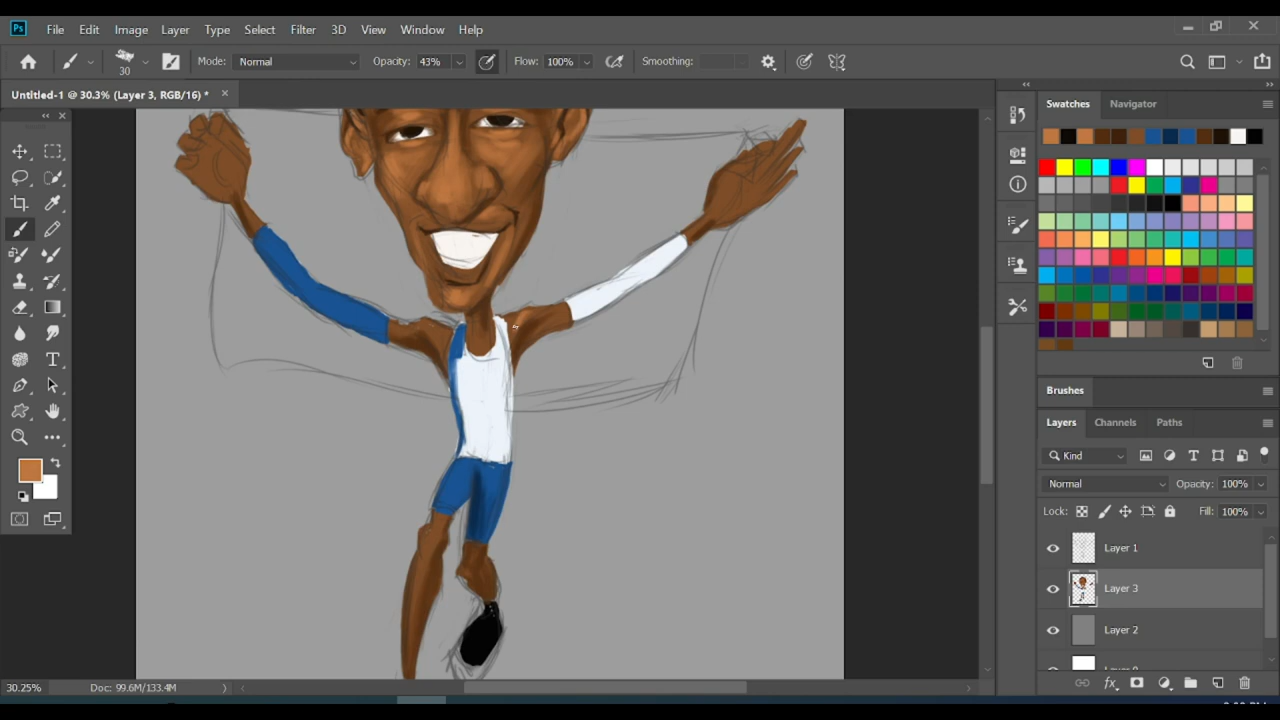 Ps File Edit Image Layer Type Select Filter 3D View Window Help
30 Mode: Normal Opacity: 43% Flow: 100% Smoothing:
Untitled-1 @ 30.3% (Layer 3, RGB/16) *
Swatches Navigator
Brushes
Layers Channels Paths
Kind
Normal Opacity: 100%
Lock: Fill: 100%
Layer 1
Layer 3
Layer 2
30.25% Doc: 99.6M/133.4M